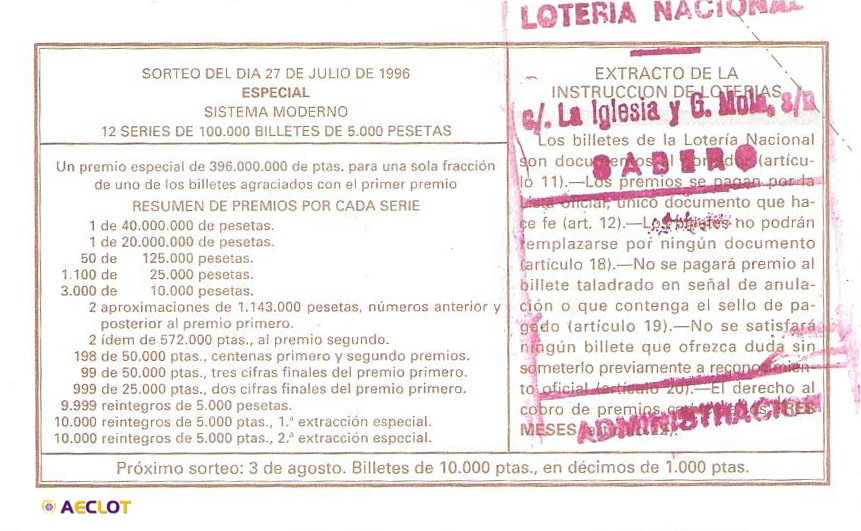 LOTERIA NACIONAL
SORTEO DEL DIA 27 DE JULIO DE 1996
ESPECIAL
SISTEMA MODERNO
12 SERIES DE 100.000 BILLETES DE 5.000 PESETAS
Un premio especial de 396.000.000 de ptas. para una sola fracción
de uno de los billetes agraciados con el primer premio
RESUMEN DE PREMIOS POR CADA SERIE
1 de 40.000.000 de pesetas.
1 de 20.000.000 de pesetas.
50 de 125.000 pesetas.
1.100 de 25.000 pesetas.
3.000 de 10.000 pesetas.
2 aproximaciones de 1.143.000 pesetas, números anterior y
posterior al premio primero.
2 ídem de 572.000 ptas., al premio segundo.
198 de 50.000 ptas., centenas primero y segundo premios.
99 de 50.000 ptas., tres cifras finales del premio primero.
999 de 25.000 ptas., dos cifras finales del premio primero.
9.999 reintegros de 5.000 pesetas.
10.000 reintegros de 5.000 ptas., 1.ª extracción especial.
10.000 reintegros de 5.000 ptas., 2.ª extracción especial.
EXTRACTO DE LA
INSTRUCCION DE LOTERIAS
c/. La Iglesia y G. Mola, s/n
Los billetes de la Lotería Nacional
son documentos al portador (artícu-
SABERO
lo 11).—Los premios se pagan por la
lista oficial, único documento que ha-
ce fe (art. 12).—Los billetes no podrán
remplazarse por ningún documento
(artículo 18).—No se pagará premio al
billete taladrado en señal de anula-
ción o que contenga el sello de pa-
gado (artículo 19).—No se satisfará
ningún billete que ofrezca duda sin
someterlo previamente a reconocimien-
to oficial (artículo 20).—El derecho al
cobro de premios caduca a los TRES
MESES
ADMINISTRACION
Próximo sorteo: 3 de agosto. Billetes de 10.000 ptas., en décimos de 1.000 ptas.
AECLOT